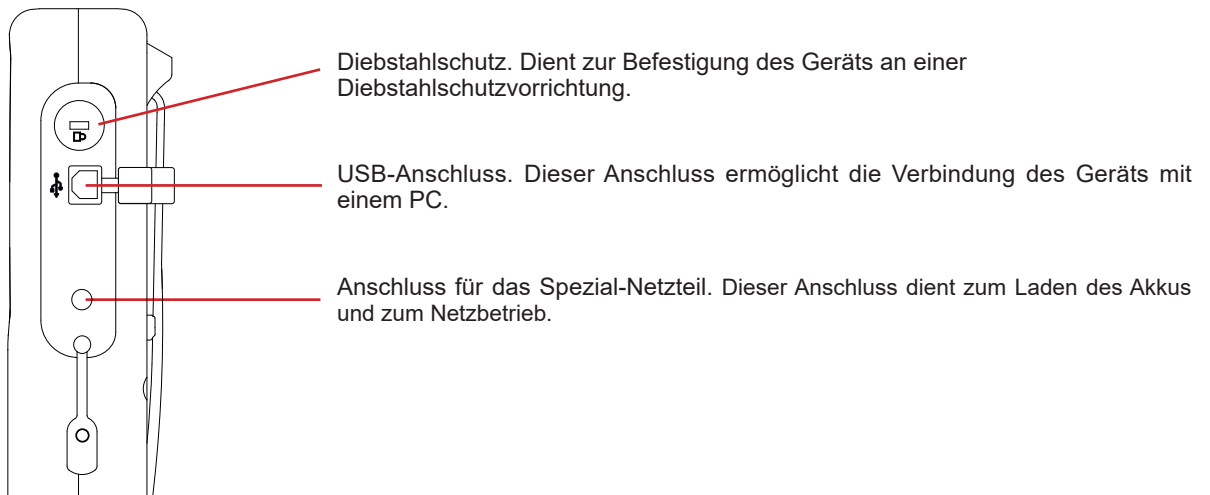 Diebstahlschutz. Dient zur Befestigung des Geräts an einer
Diebstahlschutzvorrichtung.
USB-Anschluss. Dieser Anschluss ermöglicht die Verbindung des Geräts mit
einem PC.
Anschluss für das Spezial-Netzteil. Dieser Anschluss dient zum Laden des Akkus
und zum Netzbetrieb.